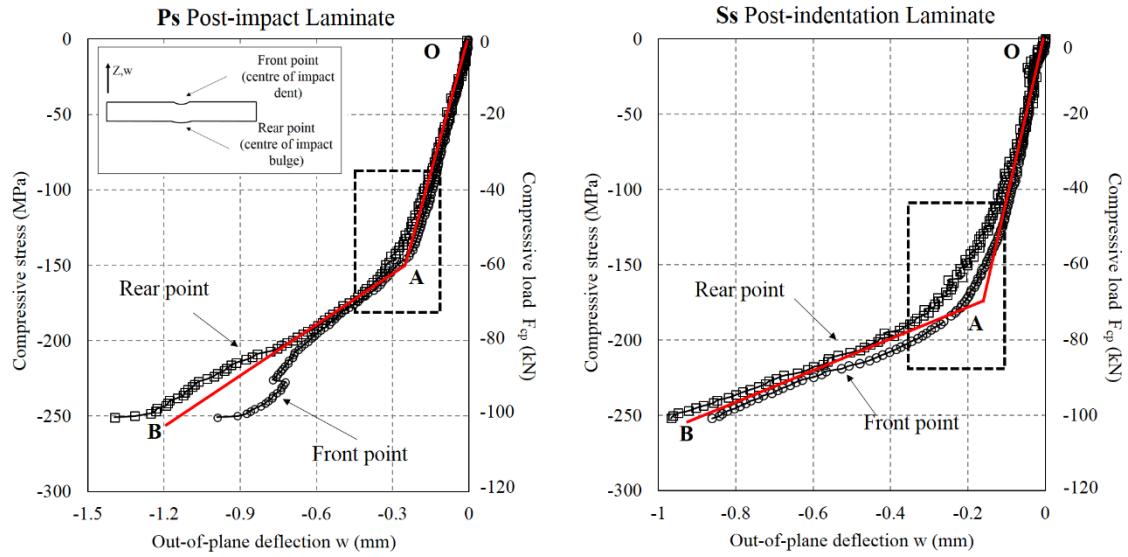 Ps Post-impact Laminate
O
Z,w
Front point
(centre of impact
dent)
Rear point
(centre of impact
bulge)
A
Rear point
B
Front point
0
-50
-100
-150
-200
-250
-300
Compressive stress (MPa)
0
-20
-40
-60
-80
-100
-120
Compressive load Fcp (kN)
-1.5
-1.2
-0.9
-0.6
-0.3
0
Out-of-plane deflection w (mm)
Ss Post-indentation Laminate
O
Rear point
A
B
Front point
0
-50
-100
-150
-200
-250
-300
Compressive stress (MPa)
0
-20
-40
-60
-80
-100
-120
Compressive load Fcp (kN)
-1
-0.8
-0.6
-0.4
-0.2
0
Out-of-plane deflection w (mm)